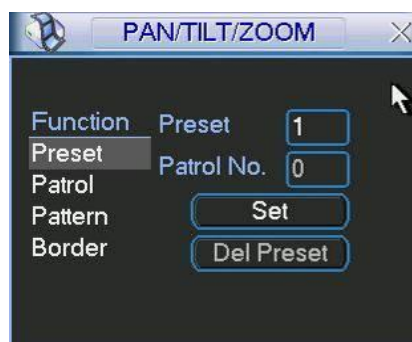 PAN/TILT/ZOOM
Function Preset 1
Preset
Patrol No. 0
Patrol
Pattern Set
Border Del Preset